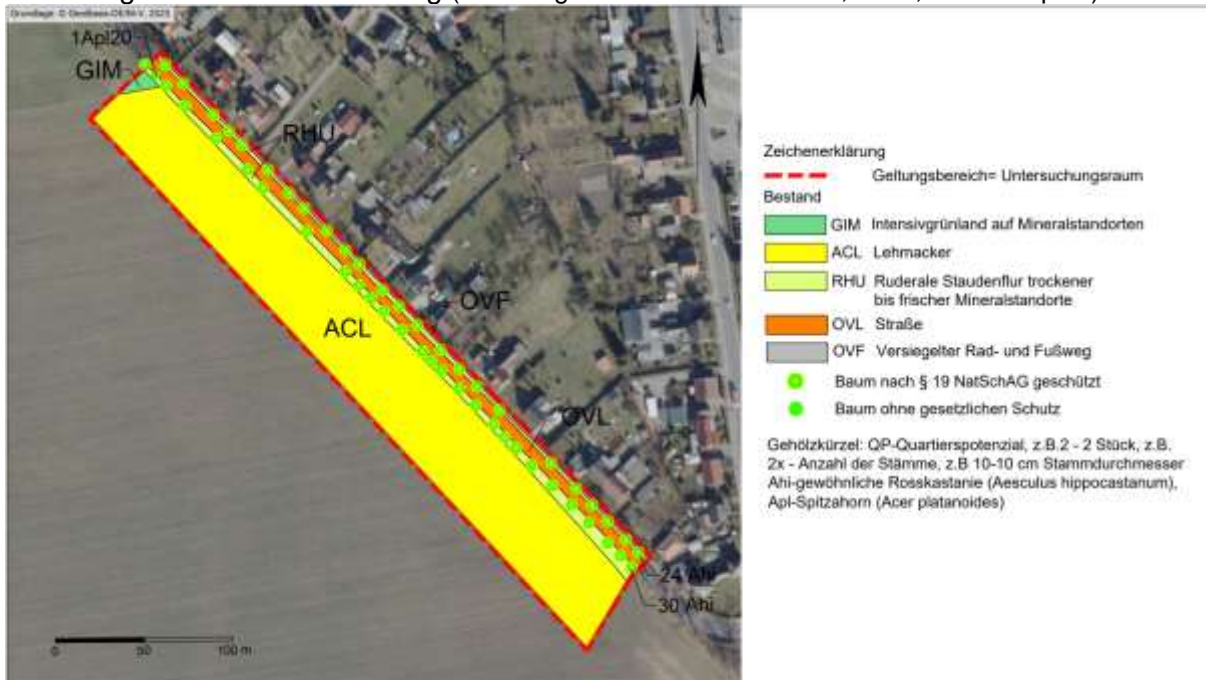 Grundlage: © GeoBasis-DE/M-V, 2023
1Apl20
GIM
RHU
OVF
ACL
OVL
24 Ahi
30 Ahi
0 50 100 m
Zeichenerklärung
Geltungsbereich= Untersuchungsraum
Bestand
GIM Intensivgrünland auf Mineralstandorten
ACL Lehmacker
RHU Ruderale Staudenflur trockener
bis frischer Mineralstandorte
OVL Straße
OVF Versiegelter Rad- und Fußweg
Baum nach § 19 NatSchAG geschützt
Baum ohne gesetzlichen Schutz
Gehölzkürzel: QP-Quartierspotenzial, z.B.2 - 2 Stück, z.B.
2x - Anzahl der Stämme, z.B 10-10 cm Stammdurchmesser
Ahi-gewöhnliche Rosskastanie (Aesculus hippocastanum),
Apl-Spitzahorn (Acer platanoides)